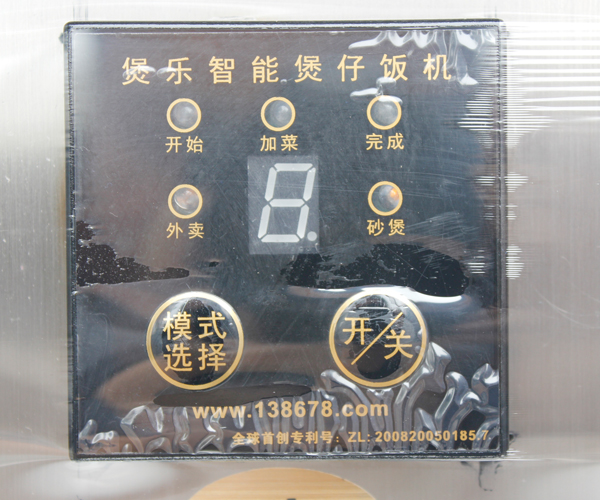 煲乐智能煲仔饭机
开始 加菜 完成
8.
外卖 砂煲
模式 开/关
选择
www.138678.com
全球首创专利号: ZL: 200820050185.7